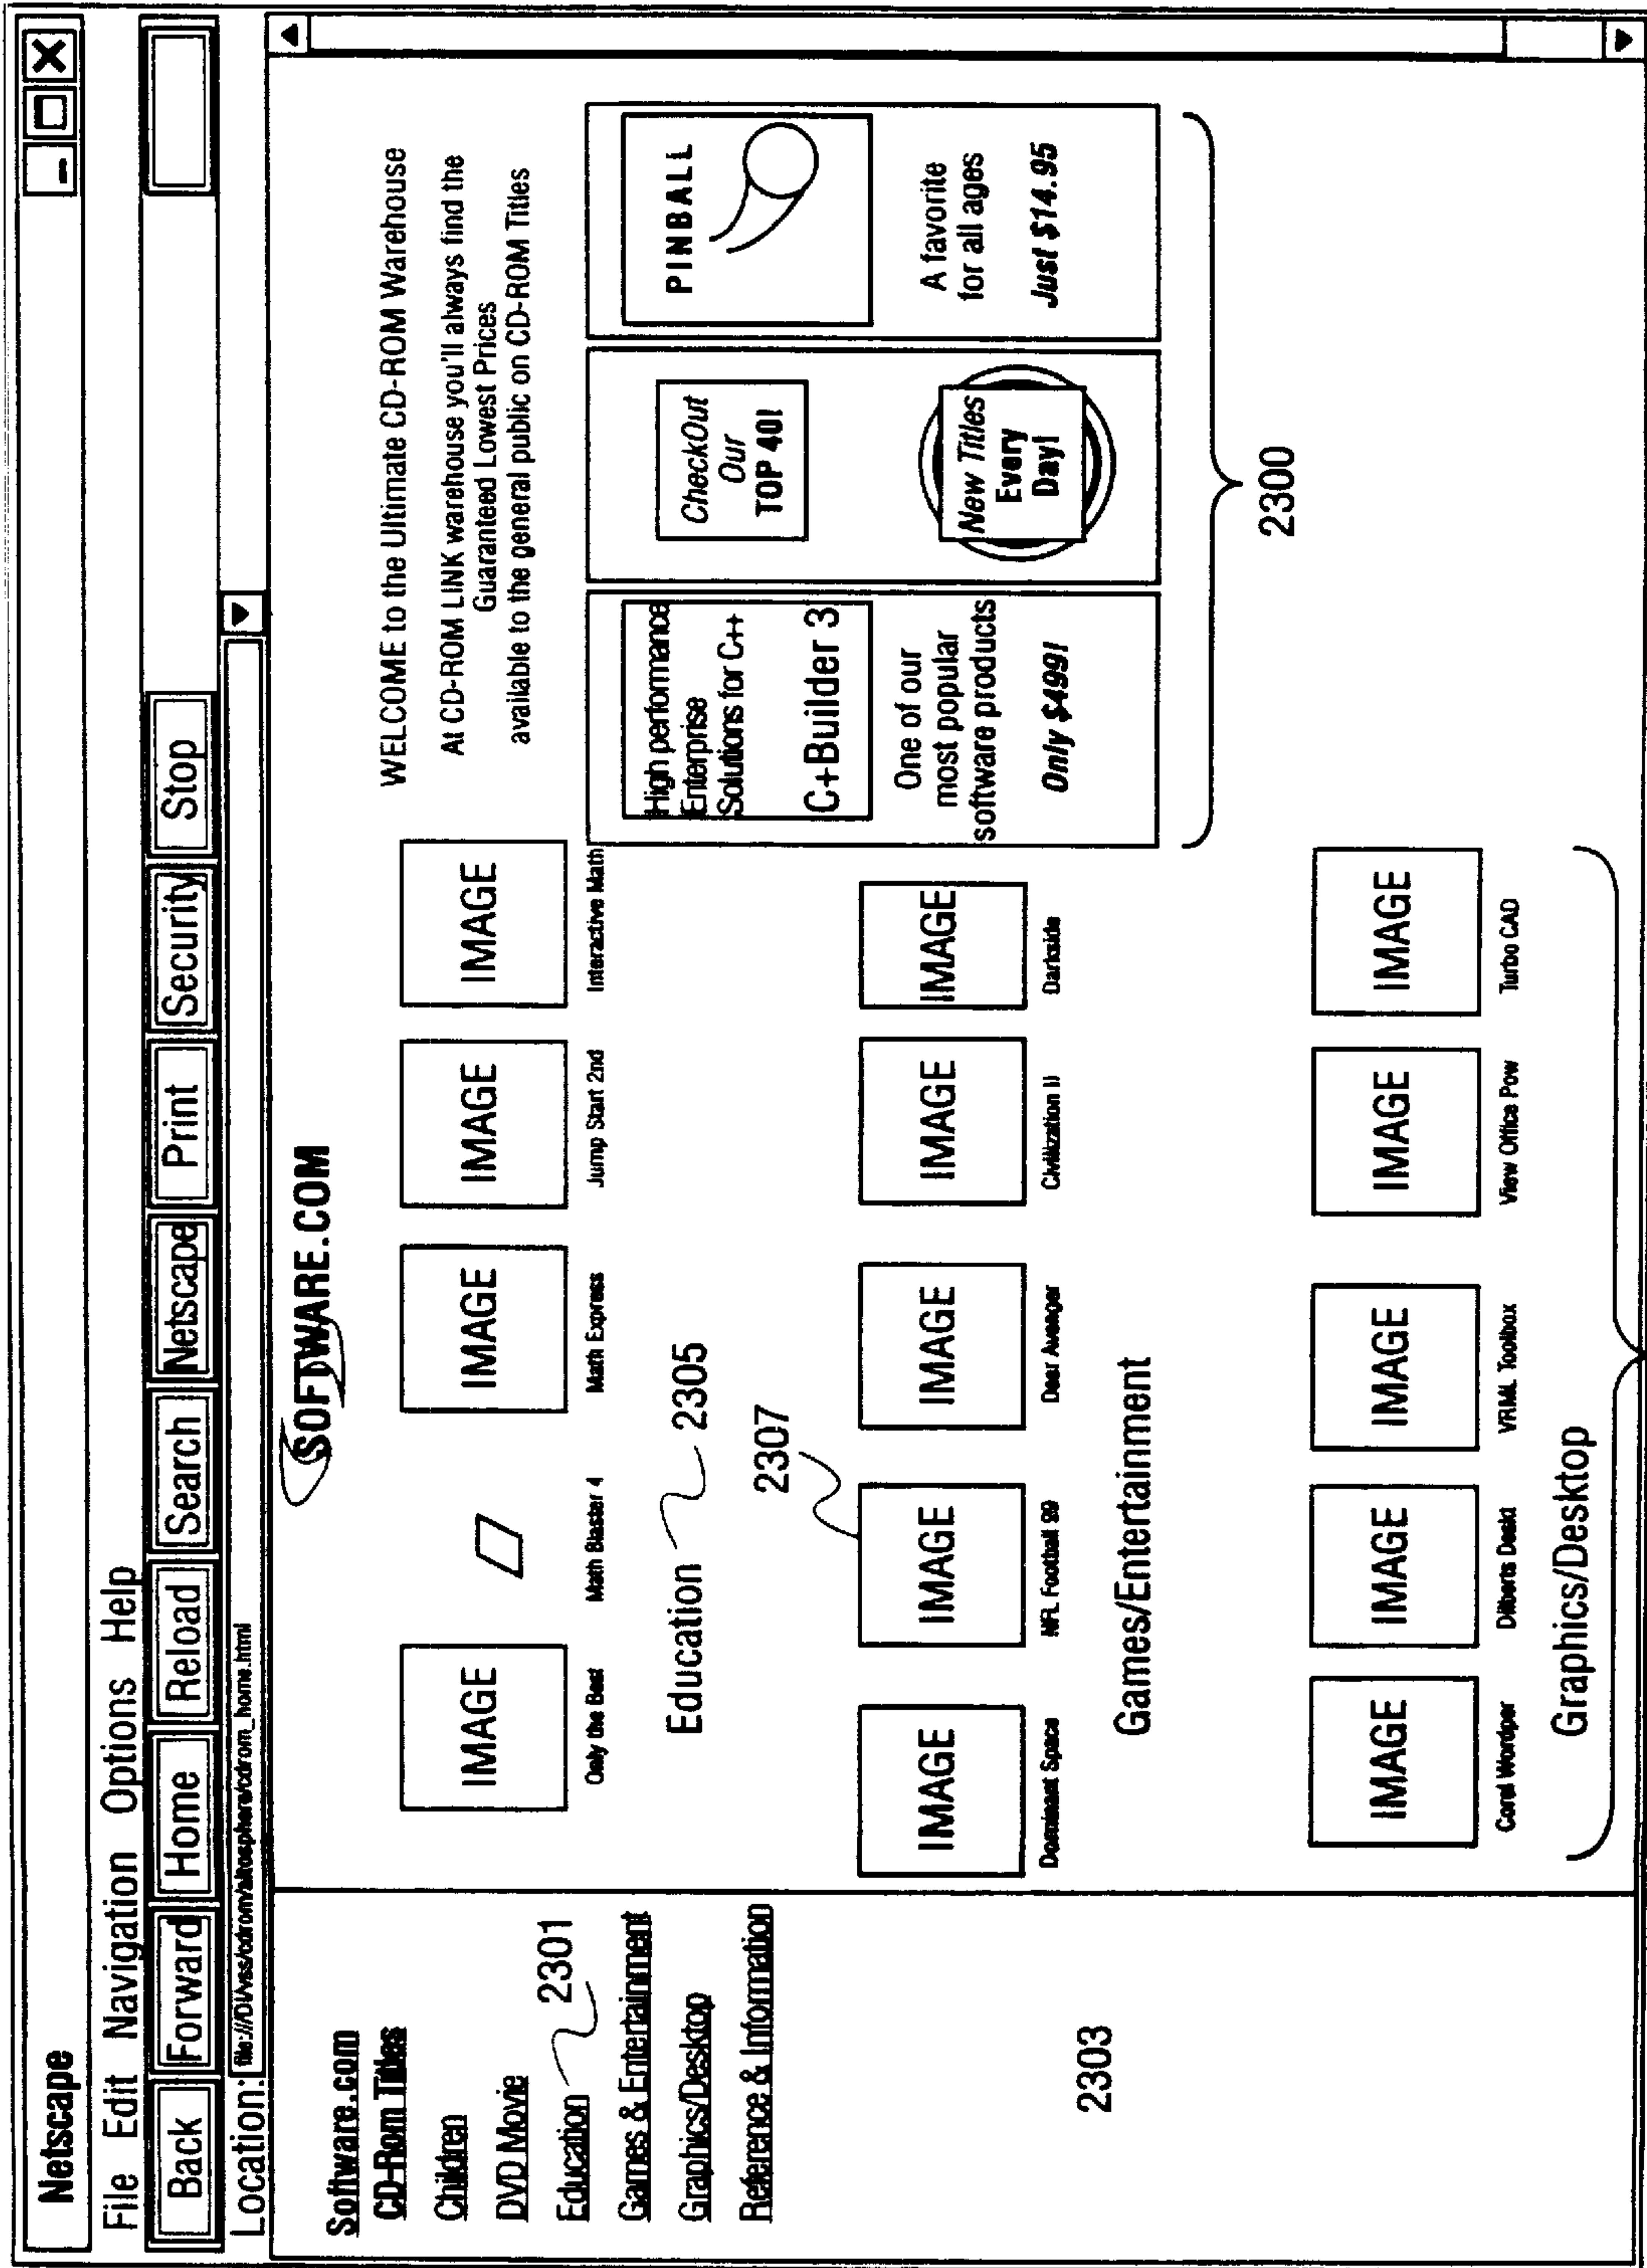 Netscape
File Edit Navigation Options Help
Back Forward Home Reload Search Netscape Print Security Stop
Location: file:///D|/vss/cdrom/altosphere/cdrom_home.html
Software.com
CD-Rom Titles
Children
DVD Movie
Education
2301
Games & Entertainment
Graphics/Desktop
Reference & Information
2303
SOFTWARE.COM
IMAGE IMAGE IMAGE IMAGE
Only the Best Math Blaster 4 Math Express Jump Start 2nd Interactive Math
Education 2305
2307
IMAGE IMAGE IMAGE IMAGE IMAGE
Dominant Space NFL Football 99 Deer Avenger Civilization II Darkside
Games/Entertainment
IMAGE IMAGE IMAGE IMAGE IMAGE
Corel Wordper Dilberts Deskt VRML Toolbox View Office Pow Turbo CAD
Graphics/Desktop
WELCOME to the Ultimate CD-ROM Warehouse
At CD-ROM LINK warehouse you'll always find the
Guaranteed Lowest Prices
available to the general public on CD-ROM Titles
High performance
Enterprise
Solutions for C++
C+Builder 3
One of our
most popular
software products
Only $499!
CheckOut
Our
TOP 40!
New Titles
Every
Day!
PINBALL
A favorite
for all ages
Just $14.95
2300